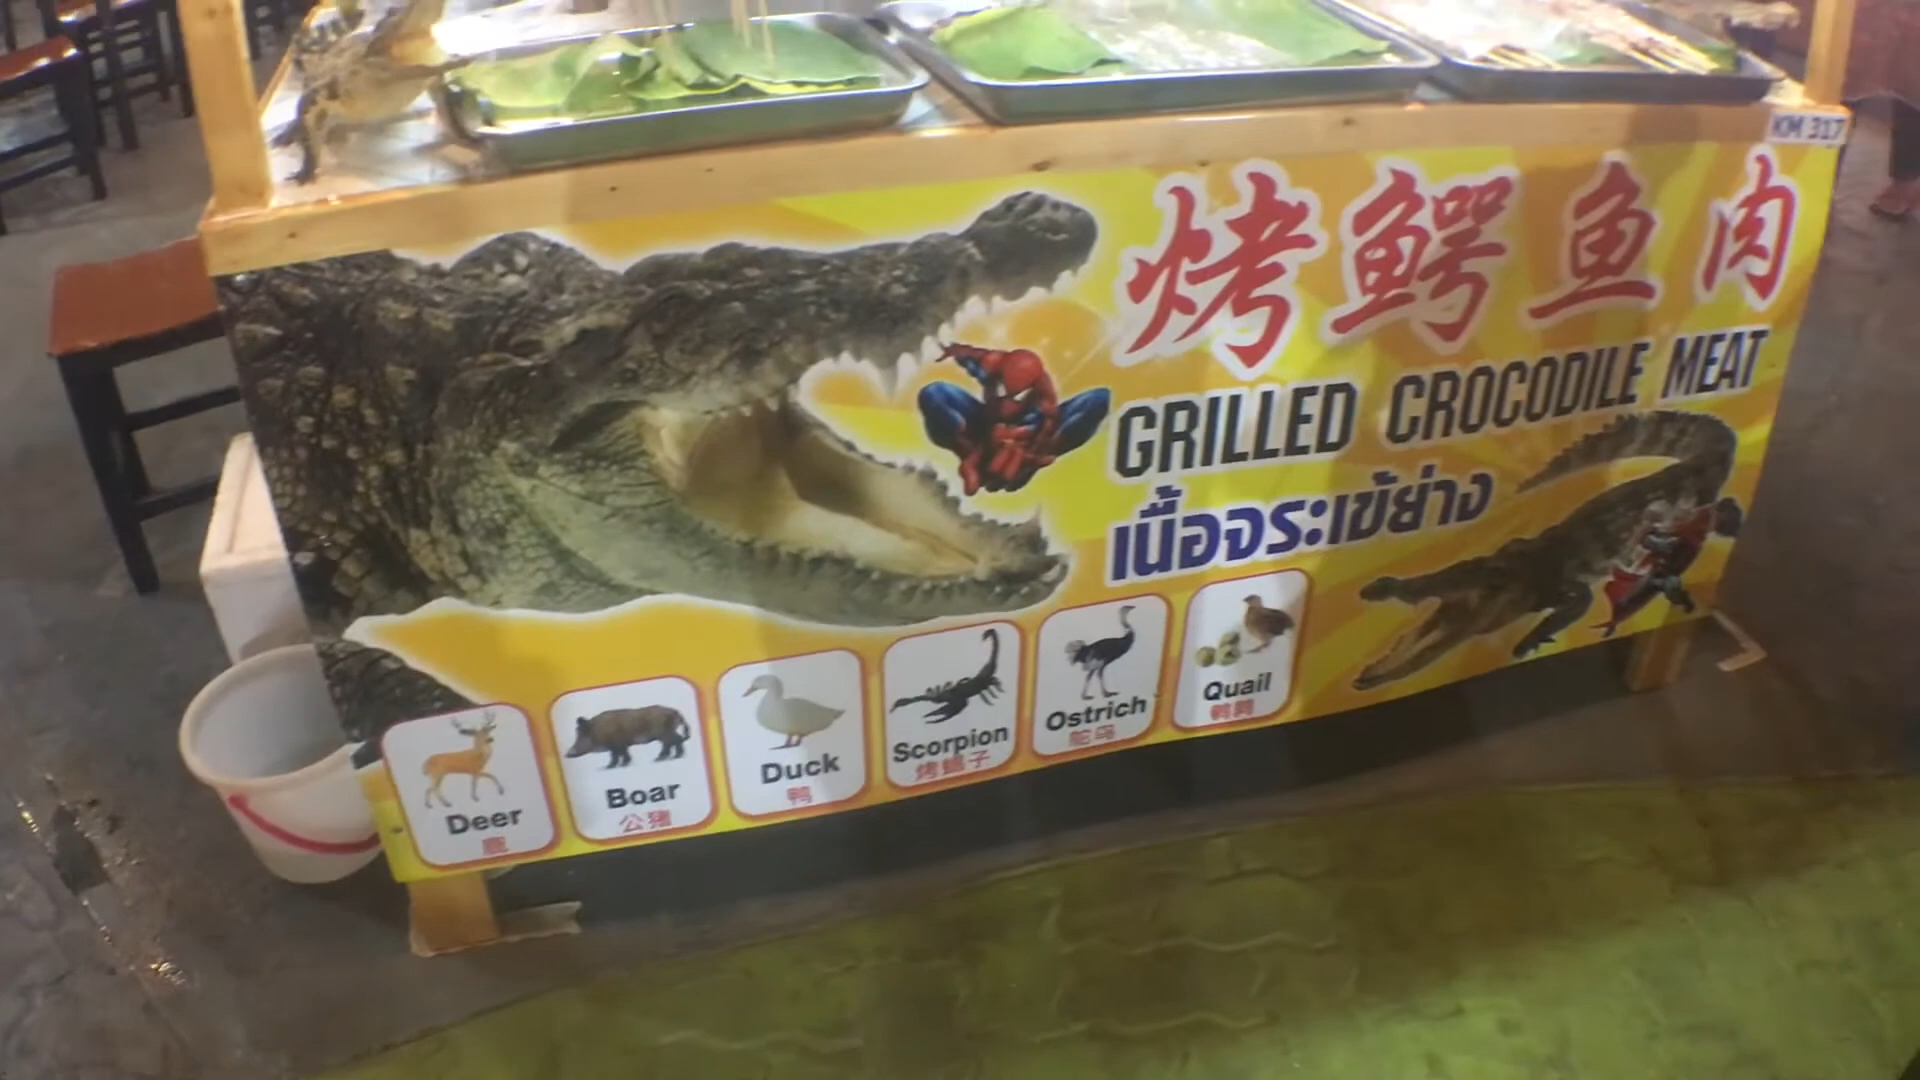 KM 317
烤鳄鱼肉
GRILLED CROCODILE MEAT
เนื้อจระเข้ย่าง
Deer
鹿
Boar
公猪
Duck
鸭
Scorpion
烤蝎子
Ostrich
鸵鸟
Quail
鹌鹑